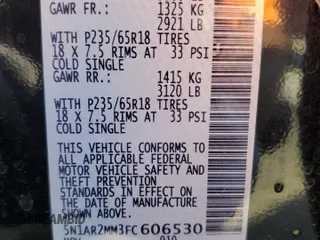 GAWR FR.: 1325 KG
2921 LB
WITH P235/65R18 TIRES
18 X 7.5 RIMS AT 33 PSI
COLD SINGLE
GAWR RR.: 1415 KG
3120 LB
WITH P235/65R18 TIRES
18 X 7.5 RIMS AT 33 PSI
COLD SINGLE
THIS VEHICLE CONFORMS
TO ALL APPLICABLE FEDERAL
MOTOR VEHICLE SAFETY AND
THEFT PREVENTION
STANDARDS IN EFFECT ON
THE DATE OF MANUFACTURE
SHOWN ABOVE.
5N1AR2MM3FC606530